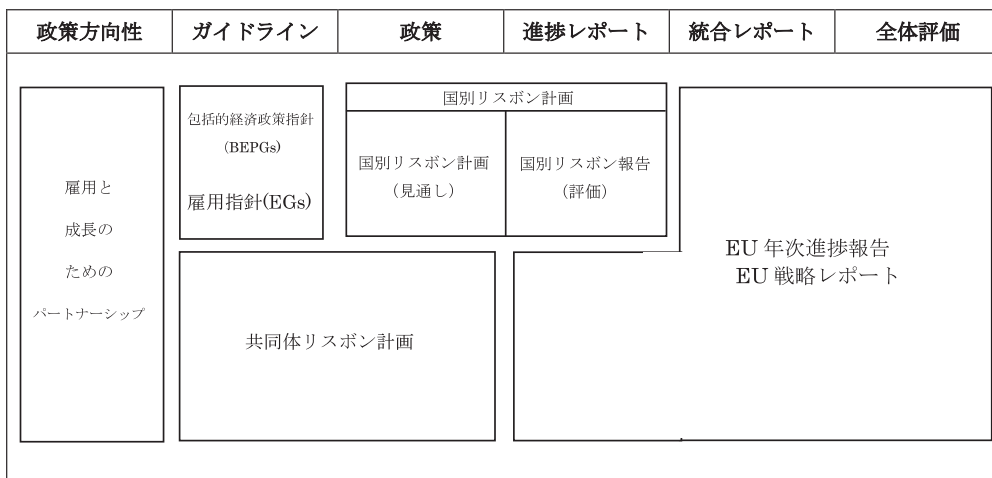 政策方向性 ガイドライン 政策 進捗レポート 統合レポート 全体評価
雇用と
成長の
ための
パートナーシップ
包括的経済政策指針
(BEPGs)
雇用指針(EGs)
国別リスボン計画
国別リスボン計画
(見通し)
国別リスボン報告
(評価)
共同体リスボン計画
EU 年次進捗報告
EU 戦略レポート